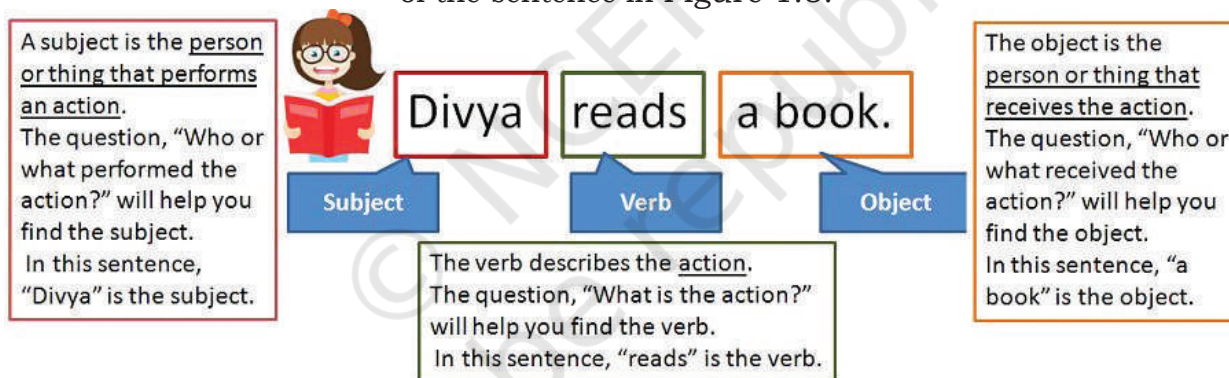 of the sentence in Figure 1.8.
A subject is the person
or thing that performs
an action.
The question, “Who or
what performed the
action?” will help you
find the subject.
In this sentence,
“Divya” is the subject.
Divya reads a book.
Subject Verb Object
The verb describes the action.
The question, “What is the action?”
will help you find the verb.
In this sentence, “reads” is the verb.
The object is the
person or thing that
receives the action.
The question, “Who or
what received the
action?” will help you
find the object.
In this sentence, “a
book” is the object.